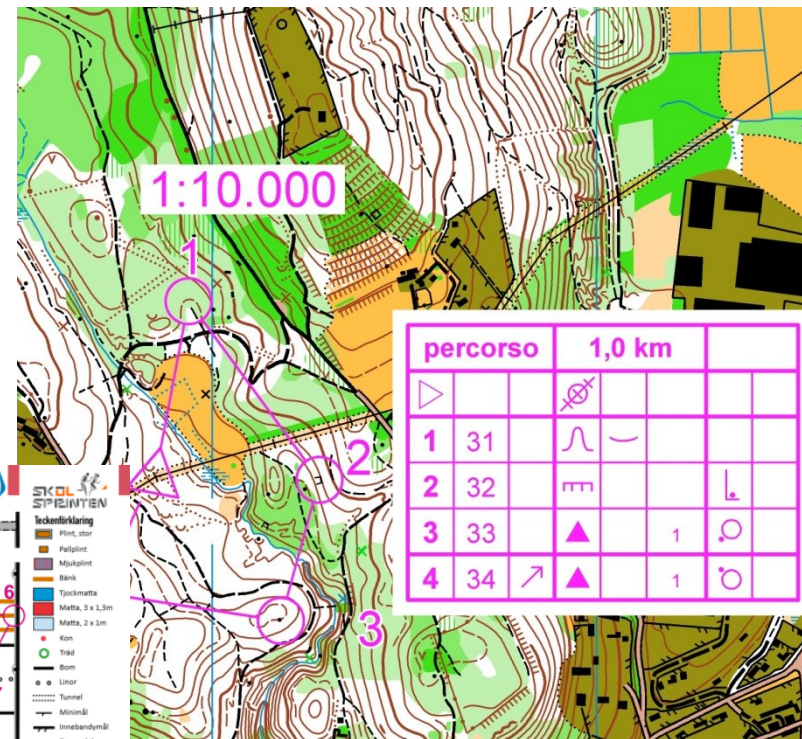 1:10.000
1
2
3
percorso 1,0 km
1 31
2 32
3 33 1
4 34 1
6
SKOL
SPRINTEN
Teckenförklaring
Plint, stor
Pallplint
Mjukplint
Bänk
Tjockmatta
Matta, 3 x 1,3m
Matta, 2 x 1m
Kon
Träd
Bom
Linor
Tunnel
Minimål
Innebandymål